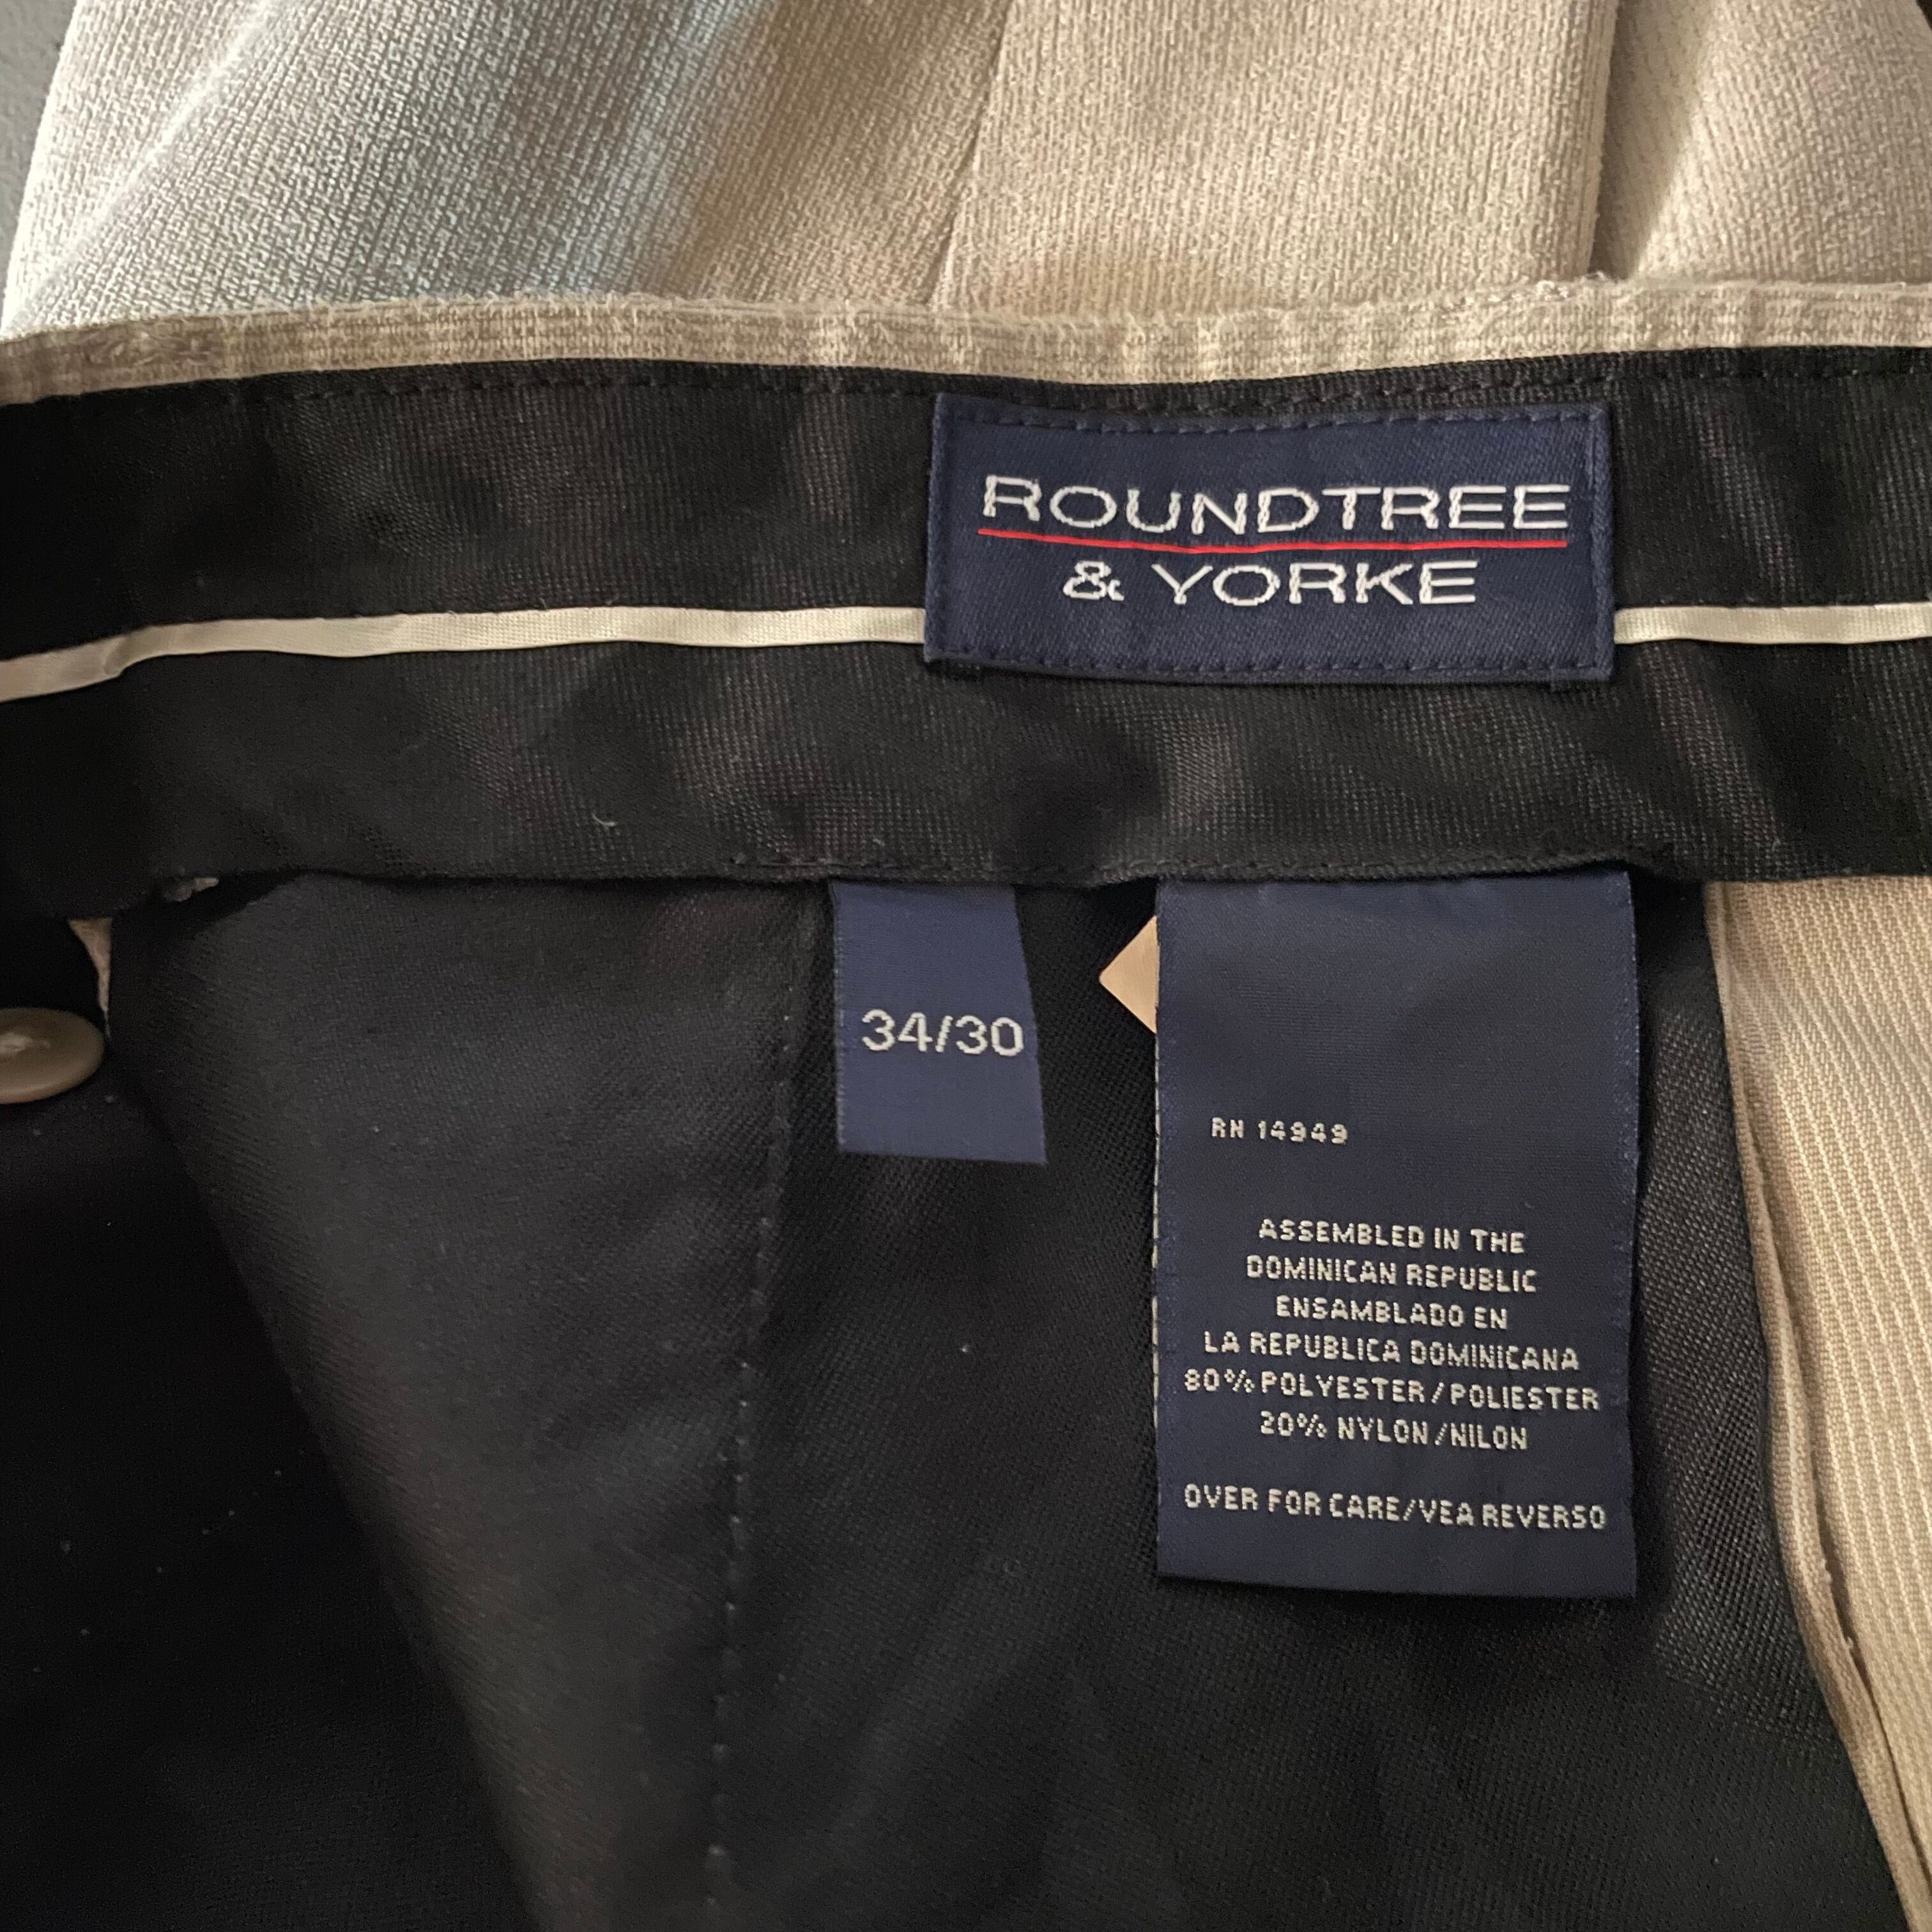 ROUNDTREE
& YORKE
34/30
RN 14949
ASSEMBLED IN THE
DOMINICAN REPUBLIC
ENSAMBLADO EN
LA REPUBLICA DOMINICANA
80% POLYESTER/POLIESTER
20% NYLON/NILON
OVER FOR CARE/VEA REVERSO